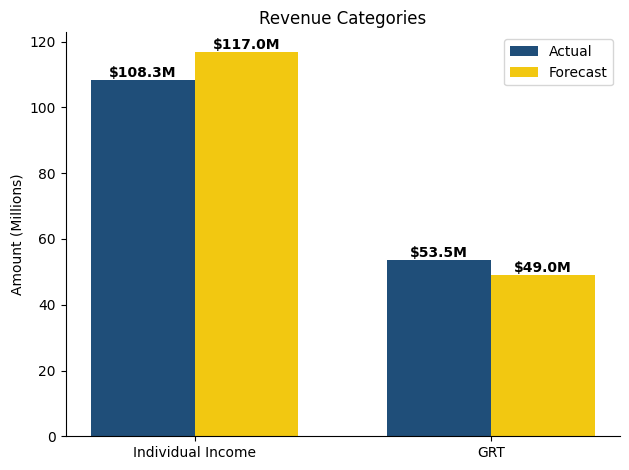 Revenue Categories
Actual
Forecast
Amount (Millions)
120
100
80
60
40
20
0
$108.3M
$117.0M
$53.5M
$49.0M
Individual Income
GRT